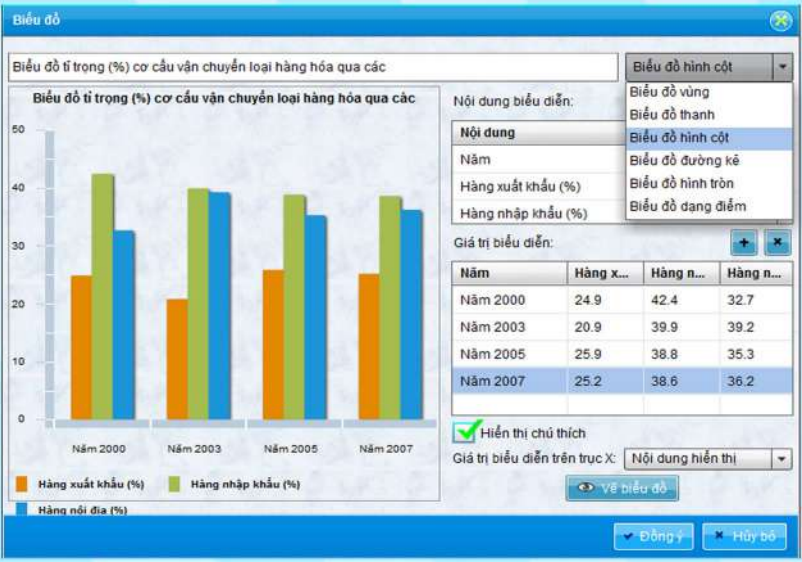 Biểu đồ
Biểu đồ tỉ trọng (%) cơ cấu vận chuyển loại hàng hóa qua các
Biểu đồ hình cột
Biểu đồ vùng
Biểu đồ thanh
Biểu đồ hình cột
Biểu đồ đường kẻ
Biểu đồ hình tròn
Biểu đồ dạng điểm
Biểu đồ tỉ trọng (%) cơ cấu vận chuyển loại hàng hóa qua các
50
40
30
20
10
0
Năm 2000 Năm 2003 Năm 2005 Năm 2007
Hàng xuất khẩu (%) Hàng nhập khẩu (%)
Hàng nội địa (%)
Nội dung biểu diễn:
Nội dung
Năm
Hàng xuất khẩu (%)
Hàng nhập khẩu (%)
Giá trị biểu diễn:
Năm Hàng x... Hàng n... Hàng n...
Năm 2000 24.9 42.4 32.7
Năm 2003 20.9 39.9 39.2
Năm 2005 25.9 38.8 35.3
Năm 2007 25.2 38.6 36.2
Hiển thị chú thích
Giá trị biểu diễn trên trục X: Nội dung hiển thị
Vẽ biểu đồ
Đồng ý Hủy bỏ